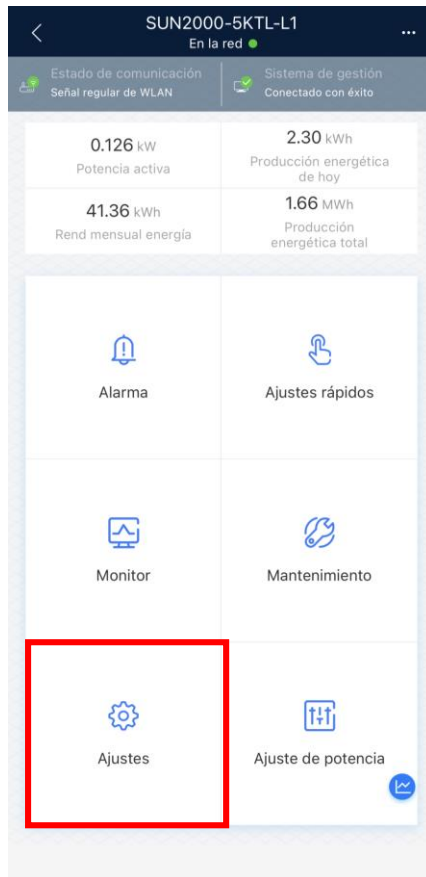 SUN2000-5KTL-L1
En la red
Estado de comunicación
Señal regular de WLAN
Sistema de gestión
Conectado con éxito
0.126 kW
Potencia activa
2.30 kWh
Producción energética
de hoy
41.36 kWh
Rend mensual energía
1.66 MWh
Producción
energética total
Alarma
Ajustes rápidos
Monitor
Mantenimiento
Ajustes
Ajuste de potencia